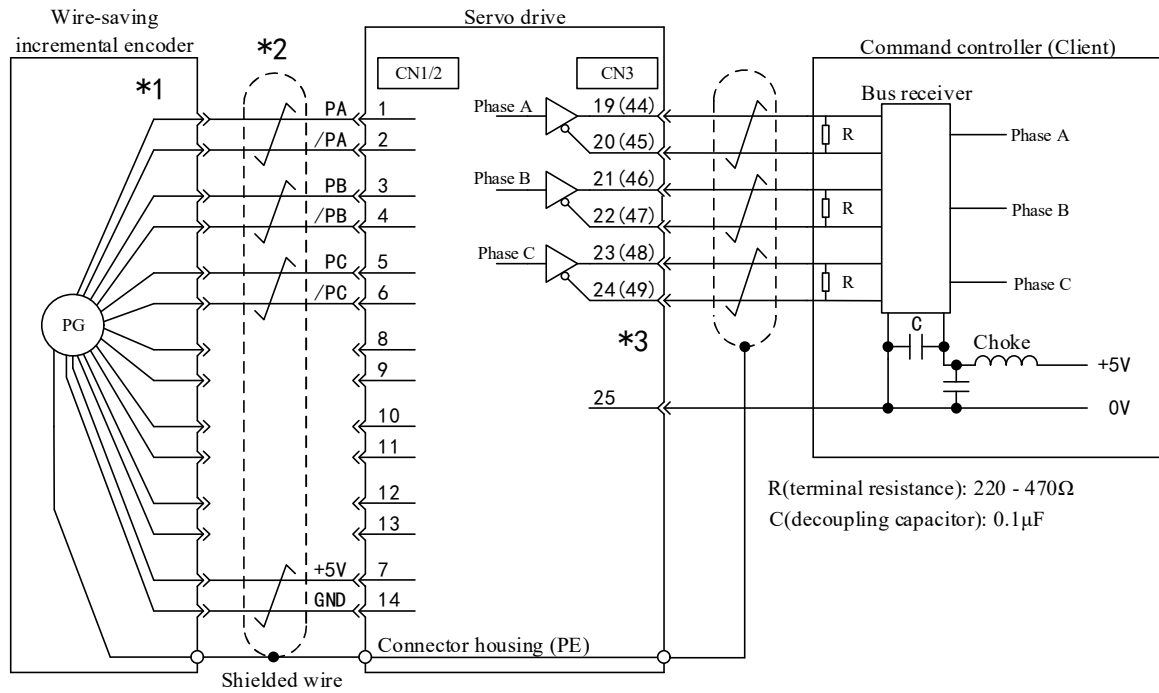 Wire-saving
incremental encoder
Servo drive
Command controller (Client)
*1
*2
CN1/2
CN3
Bus receiver
PA 1
/PA 2
PB 3
/PB 4
PC 5
/PC 6
8
9
10
11
12
13
+5V 7
GND 14
PG
Phase A
19(44)
20(45)
Phase B
21(46)
22(47)
Phase C
23(48)
24(49)
*3
25
R
R
R
Phase A
Phase B
Phase C
C
Choke
+5V
0V
R(terminal resistance): 220 - 470Ω
C(decoupling capacitor): 0.1μF
Connector housing (PE)
Shielded wire